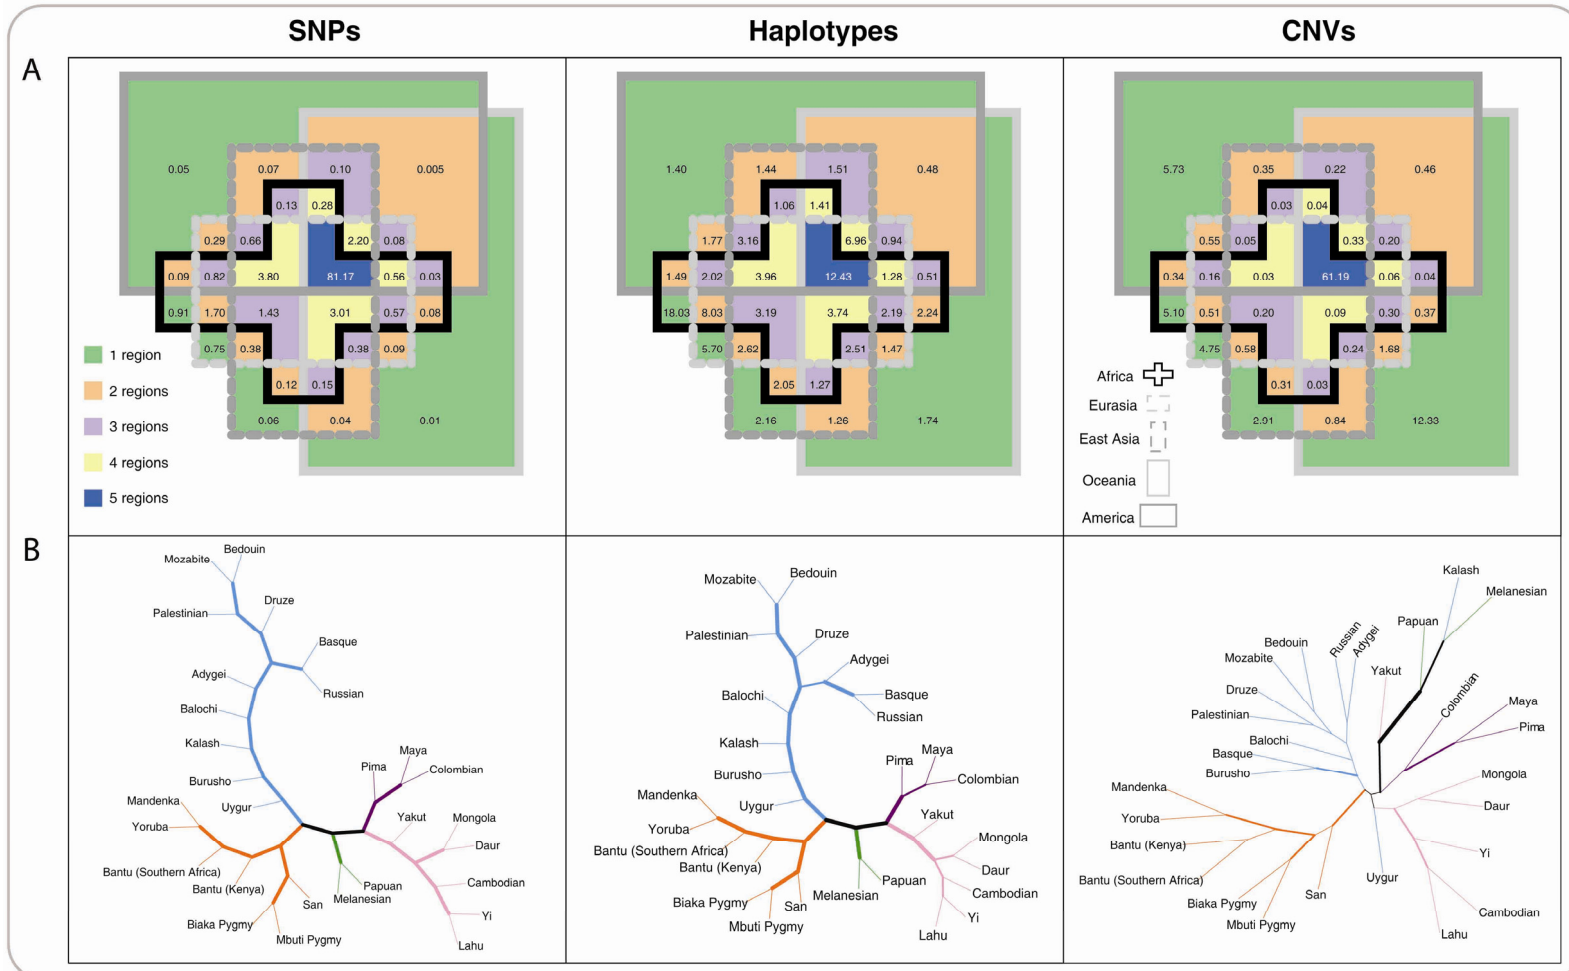 SNPs Haplotypes CNVs
A
0.05 0.07 0.10 0.005
0.13 0.28
0.29 0.66 2.20 0.08
0.09 0.82 3.80 81.17 0.56 0.03
0.91 1.70 1.43 3.01 0.57 0.08
0.75 0.38 0.38 0.09
0.12 0.15
0.06 0.04 0.01
1 region
2 regions
3 regions
4 regions
5 regions
1.40 1.44 1.51 0.48
1.06 1.41
1.77 3.16 6.96 0.94
1.49 2.02 3.96 12.43 1.28 0.51
18.03 8.03 3.19 3.74 2.19 2.24
5.70 2.62 2.51 1.47
2.05 1.27
2.16 1.26 1.74
5.73 0.35 0.22 0.46
0.03 0.04
0.55 0.05 0.33 0.20
0.34 0.16 0.03 61.19 0.06 0.04
5.10 0.51 0.20 0.09 0.30 0.37
4.75 0.58 0.24 1.68
0.31 0.03
2.91 0.84 12.33
Africa
Eurasia
East Asia
Oceania
America
B
Bedouin
Mozabite
Druze
Palestinian
Basque
Adygei
Russian
Balochi
Kalash
Maya
Pima
Colombian
Burusho
Mandenka
Uygur
Yakut
Mongola
Yoruba
Daur
Bantu (Southern Africa)
Bantu (Kenya)
Papuan
Cambodian
San
Melanesian
Yi
Biaka Pygmy
Mbuti Pygmy
Lahu
Bedouin
Mozabite
Palestinian
Druze
Adygei
Balochi
Basque
Russian
Kalash
Maya
Pima
Burusho
Colombian
Mandenka
Uygur
Yakut
Yoruba
Mongola
Bantu (Southern Africa)
Bantu (Kenya)
Daur
Papuan
Melanesian
Cambodian
Biaka Pygmy
San
Yi
Mbuti Pygmy
Lahu
Kalash
Melanesian
Papuan
Russian
Adygei
Bedouin
Mozabite
Yakut
Druze
Colombian
Maya
Palestinian
Pima
Balochi
Basque
Burusho
Mongola
Mandenka
Daur
Yoruba
Bantu (Kenya)
Yi
Bantu (Southern Africa)
Uygur
San
Biaka Pygmy
Cambodian
Mbuti Pygmy
Lahu